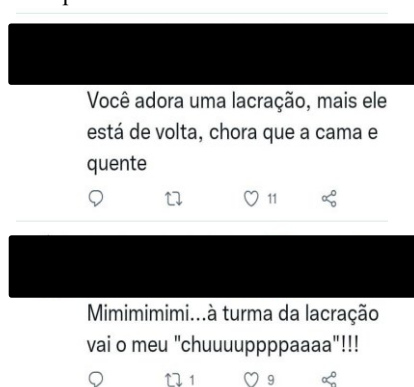 Você adora uma lacração, mais ele
está de volta, chora que a cama e
quente
11
Mimimimimi...à turma da lacração
vai o meu "chuuuuppppaaaa"!!!
1 9